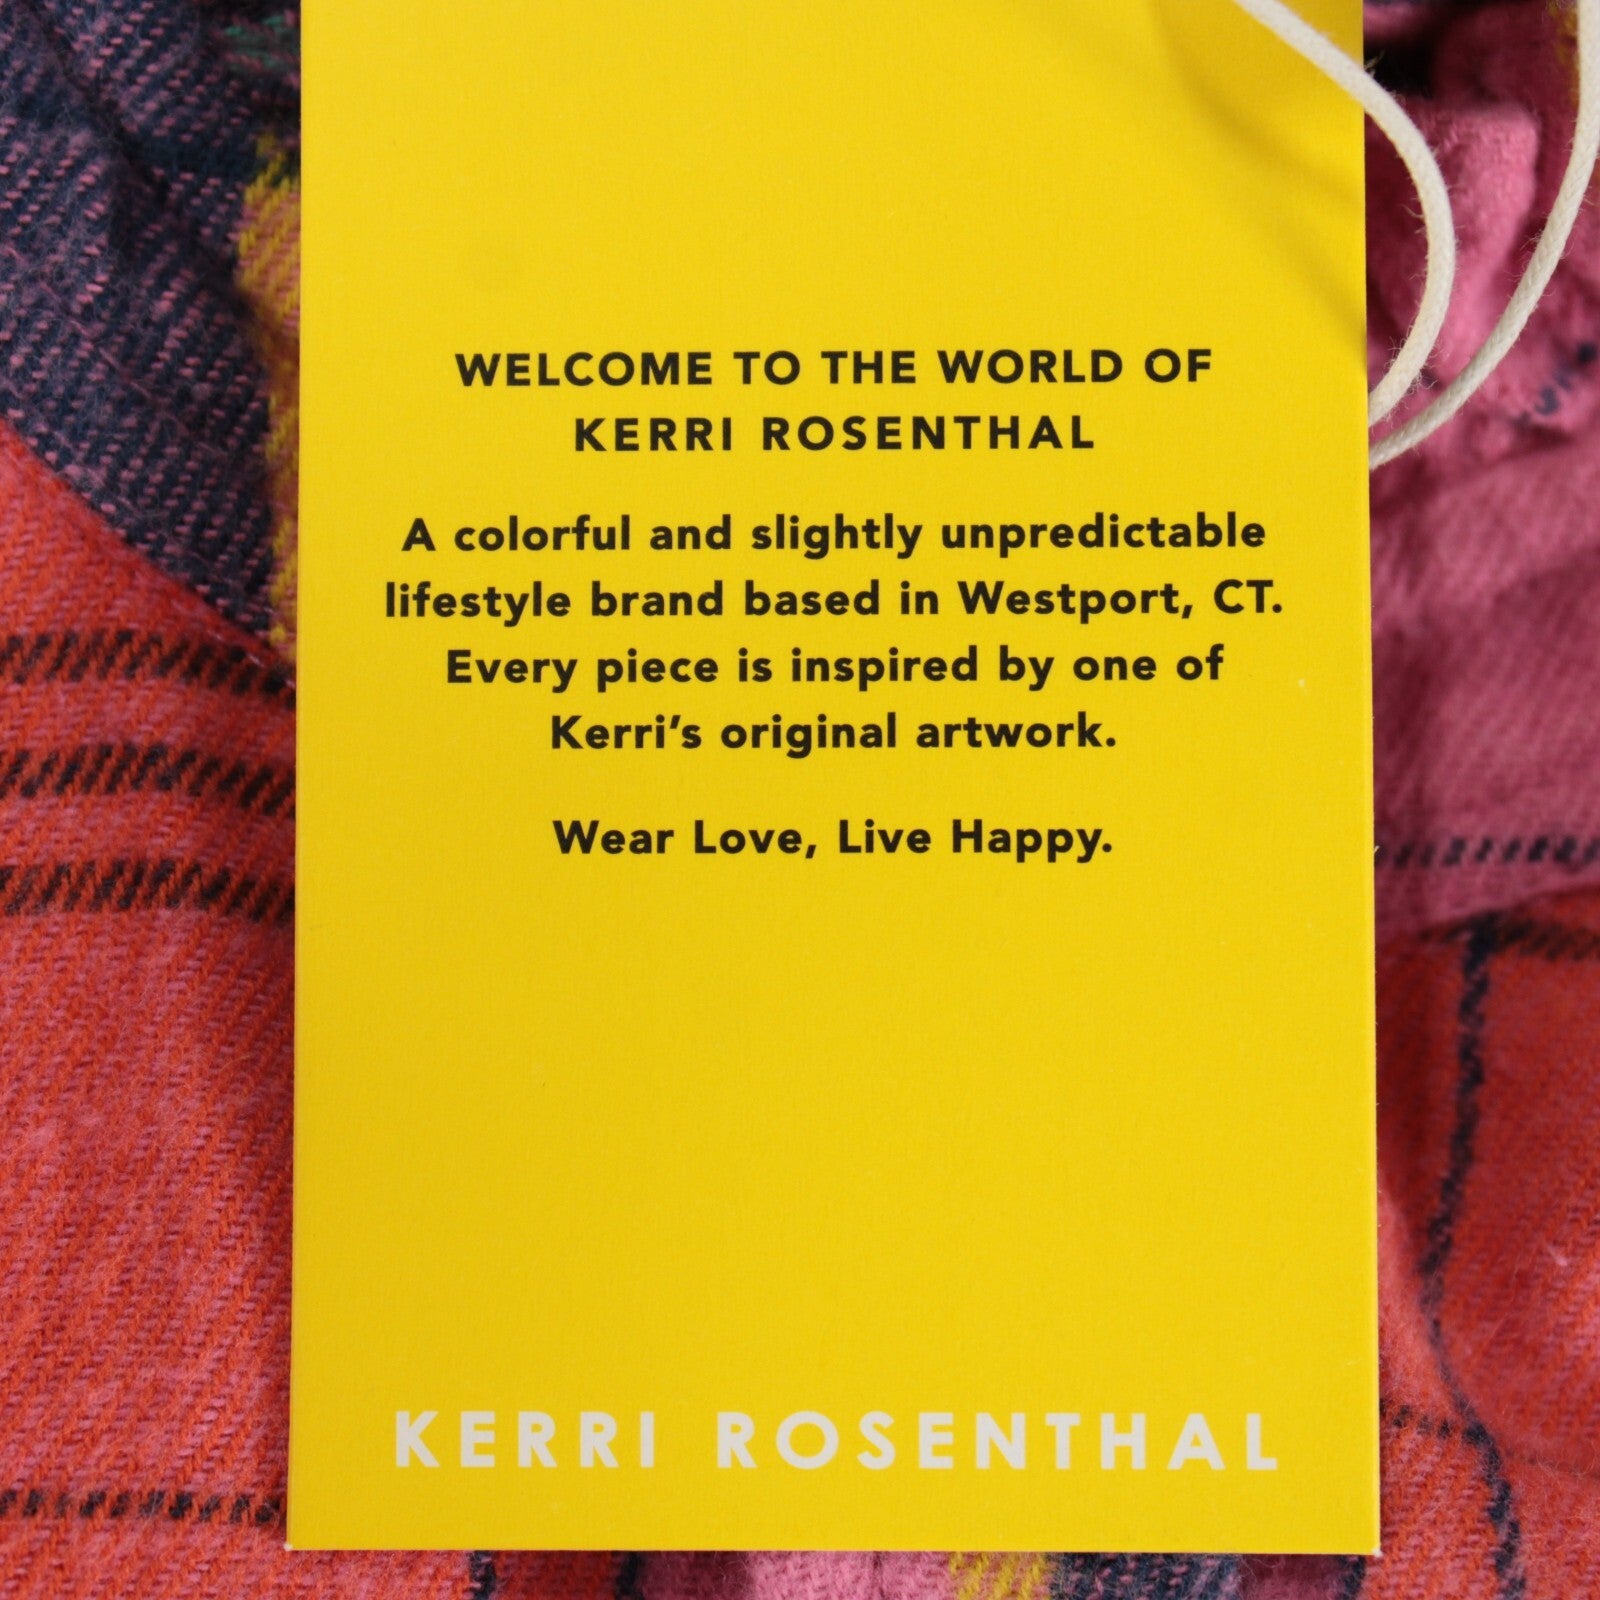 WELCOME TO THE WORLD OF
KERRI ROSENTHAL
A colorful and slightly unpredictable
lifestyle brand based in Westport, CT.
Every piece is inspired by one of
Kerri’s original artwork.
Wear Love, Live Happy.
KERRI ROSENTHAL